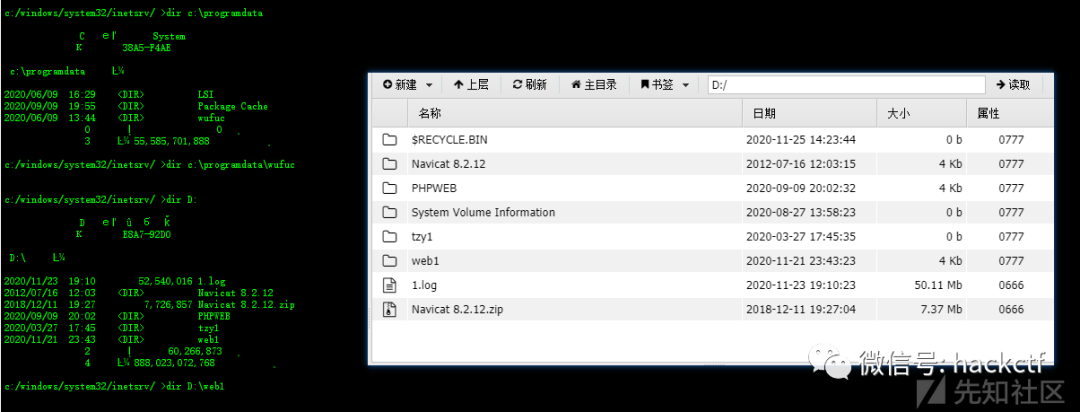 c:/windows/system32/inetsrv/ >dir c:\programdata
C System
K 38A5-F4AE
c:\programdata Ŀ¼
2020/06/09 16:29 <DIR> LSI
2020/09/09 19:55 <DIR> Package Cache
2020/06/09 13:44 <DIR> wufuc
0 0
3 Ŀ¼ 55,585,701,888
c:/windows/system32/inetsrv/ >dir c:\programdata\wufuc
c:/windows/system32/inetsrv/ >dir D:
D
K E8A7-92D0
D:\ Ŀ¼
2020/11/23 19:10 52,540,016 1.log
2012/07/16 12:03 <DIR> Navicat 8.2.12
2018/12/11 19:27 7,726,857 Navicat 8.2.12.zip
2020/09/09 20:02 <DIR> PHPWEB
2020/03/27 17:45 <DIR> tzy1
2020/11/21 23:43 <DIR> web1
2 60,266,873
4 Ŀ¼ 888,023,072,768
c:/windows/system32/inetsrv/ >dir D:\web1
新建 上层 刷新 主目录 书签 D:/ 读取
名称 日期 大小 属性
$RECYCLE.BIN 2020-11-25 14:23:44 0 b 0777
Navicat 8.2.12 2012-07-16 12:03:15 4 Kb 0777
PHPWEB 2020-09-09 20:02:32 4 Kb 0777
System Volume Information 2020-08-27 13:58:23 0 b 0777
tzy1 2020-03-27 17:45:35 0 b 0777
web1 2020-11-21 23:43:23 4 Kb 0777
1.log 2020-11-23 19:10:23 50.11 Mb 0666
Navicat 8.2.12.zip 2018-12-11 19:27:04 7.37 Mb 0666
微信号: hackctf
先知社区